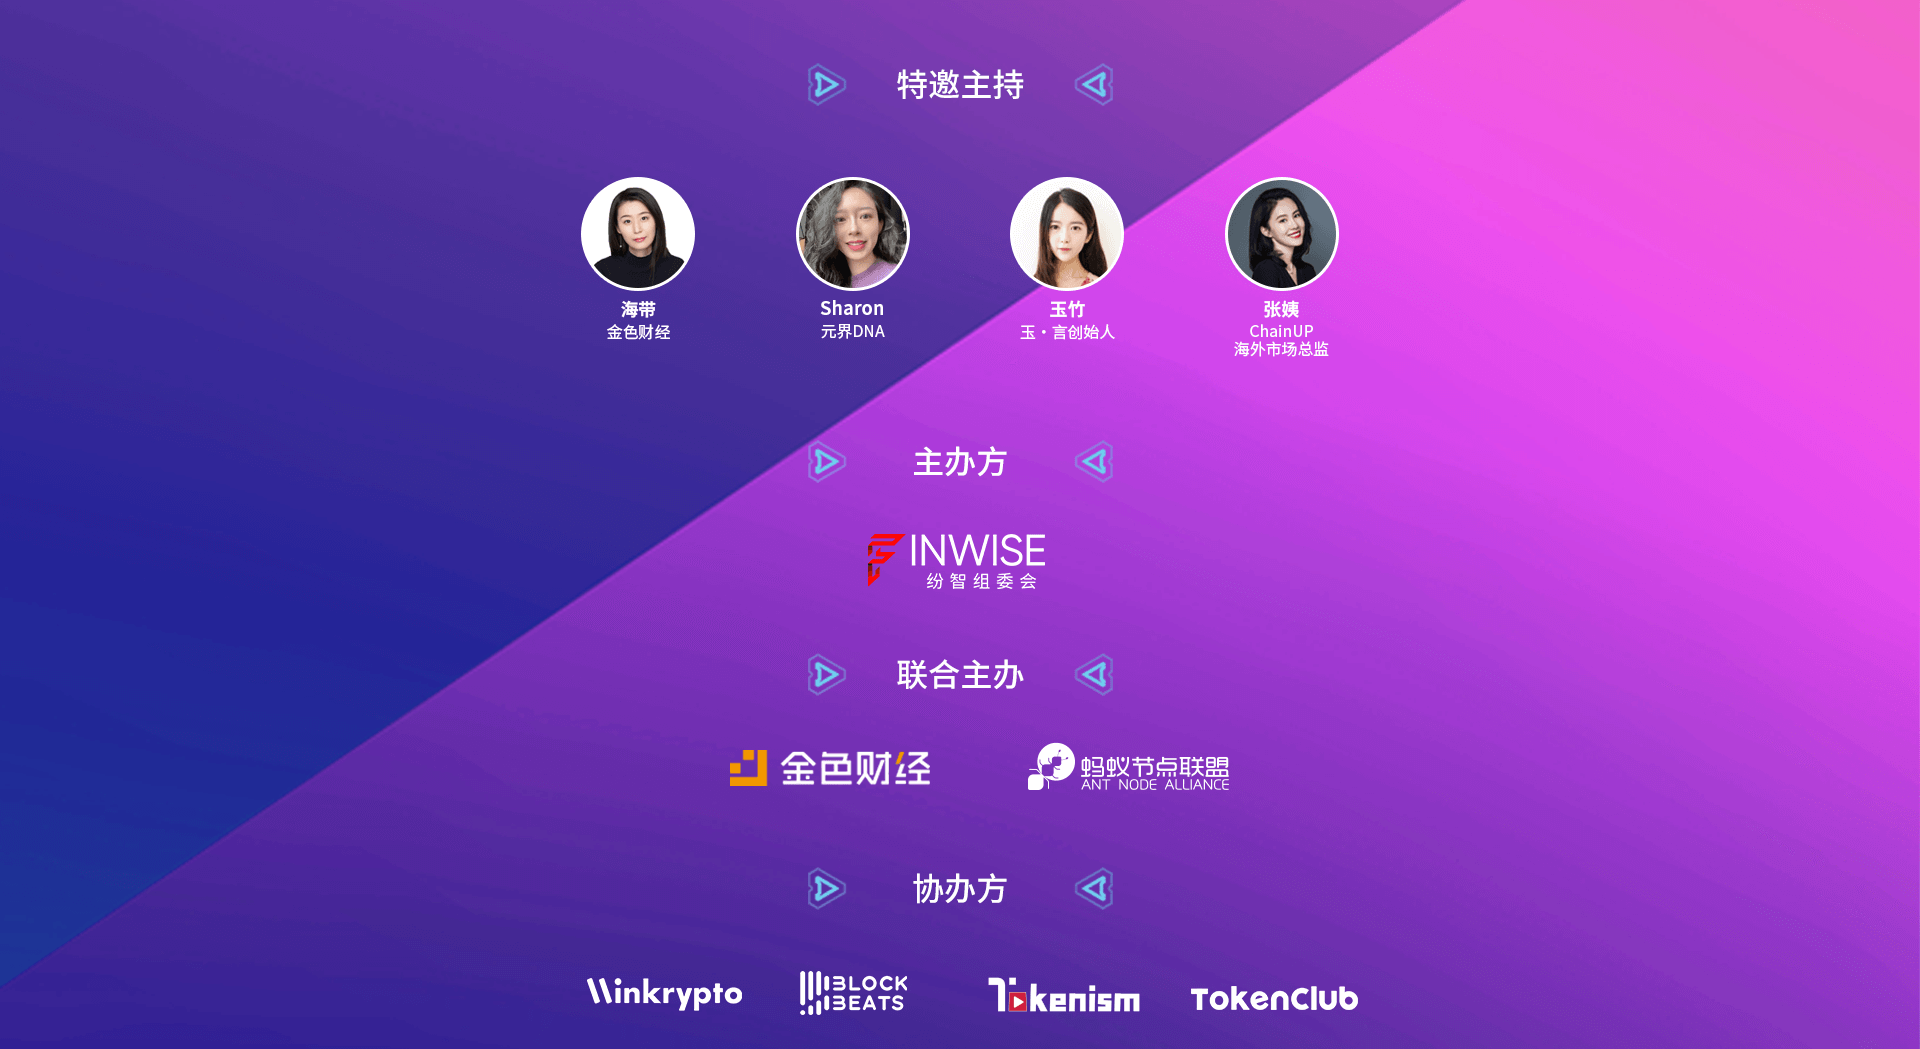 特邀主持
海带
金色财经
Sharon
元界DNA
玉竹
玉·言创始人
张姨
ChainUP
海外市场总监
主办方
FINWISE
纷智组委会
联合主办
金色财经
蚂蚁节点联盟
ANT NODE ALLIANCE
协办方
Winkrypto
BLOCK
BEATS
Tokenism
TokenClub